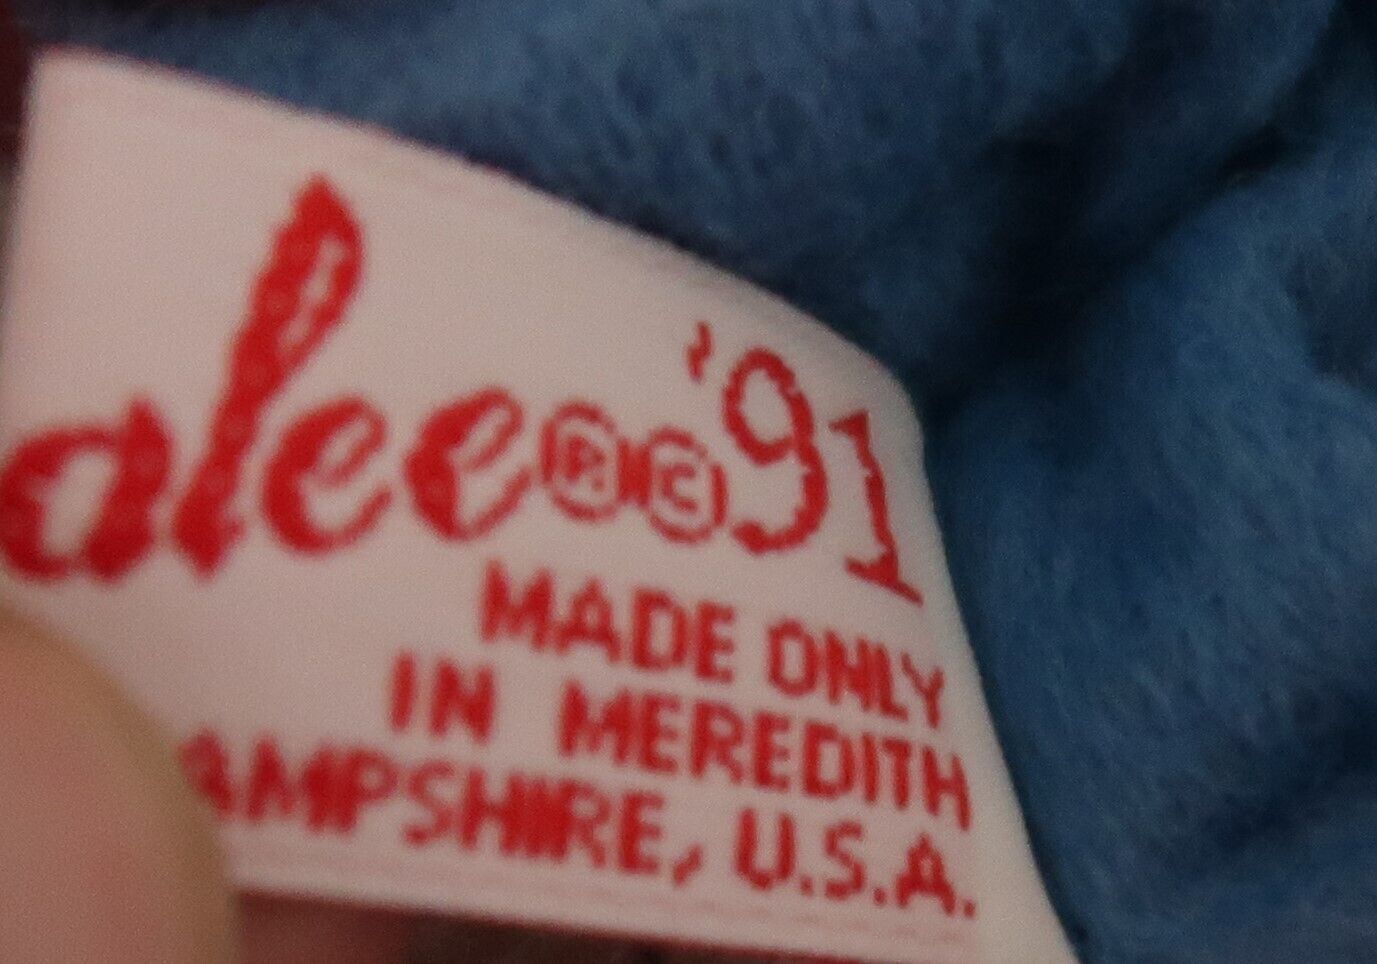 alee®©'91
MADE ONLY
IN MEREDITH
AMPSHIRE, U.S.A.